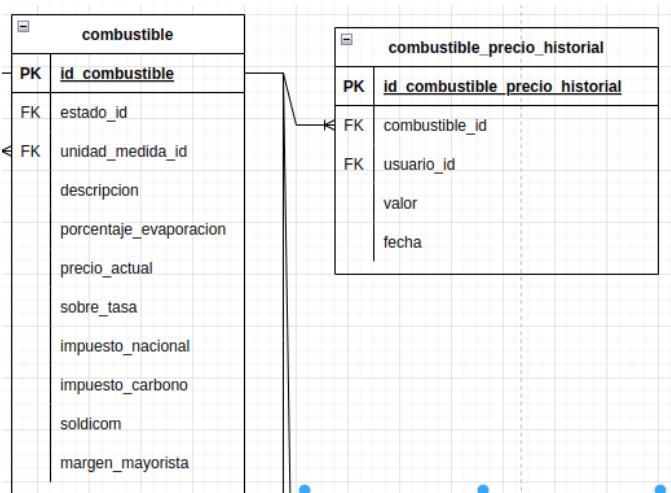 combustible
PK id_combustible
FK estado_id
FK unidad_medida_id
descripcion
porcentaje_evaporacion
precio_actual
sobre_tasa
impuesto_nacional
impuesto_carbono
soldicom
margen_mayorista
combustible_precio_historial
PK id_combustible_precio_historial
FK combustible_id
FK usuario_id
valor
fecha